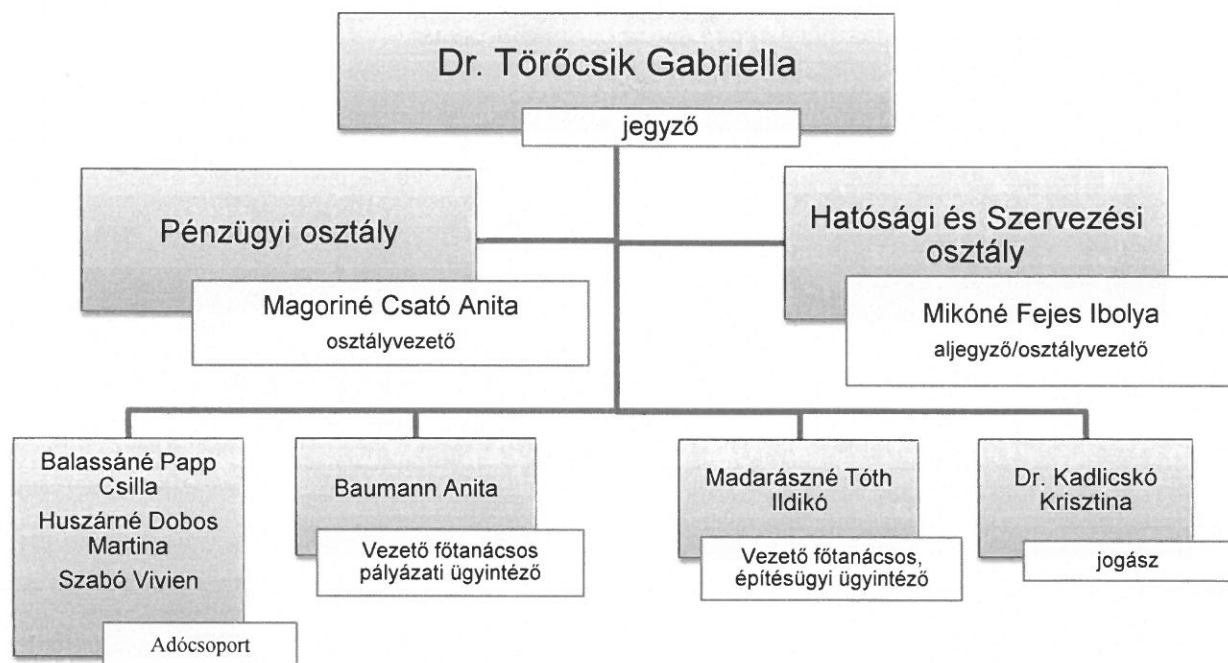 Dr. Törőcsik Gabriella
jegyző
Pénzügyi osztály
Magoriné Csató Anita
osztályvezető
Hatósági és Szervezési
osztály
Mikóné Fejes Ibolya
aljegyző/osztályvezető
Balassáné Papp
Csilla
Huszárné Dobos
Martina
Szabó Vivien
Adócsoport
Baumann Anita
Vezető főtanácsos
pályázati ügyintéző
Madarászné Tóth
Ildikó
Vezető főtanácsos,
építésügyi ügyintéző
Dr. Kadlicskó
Krisztina
jogász